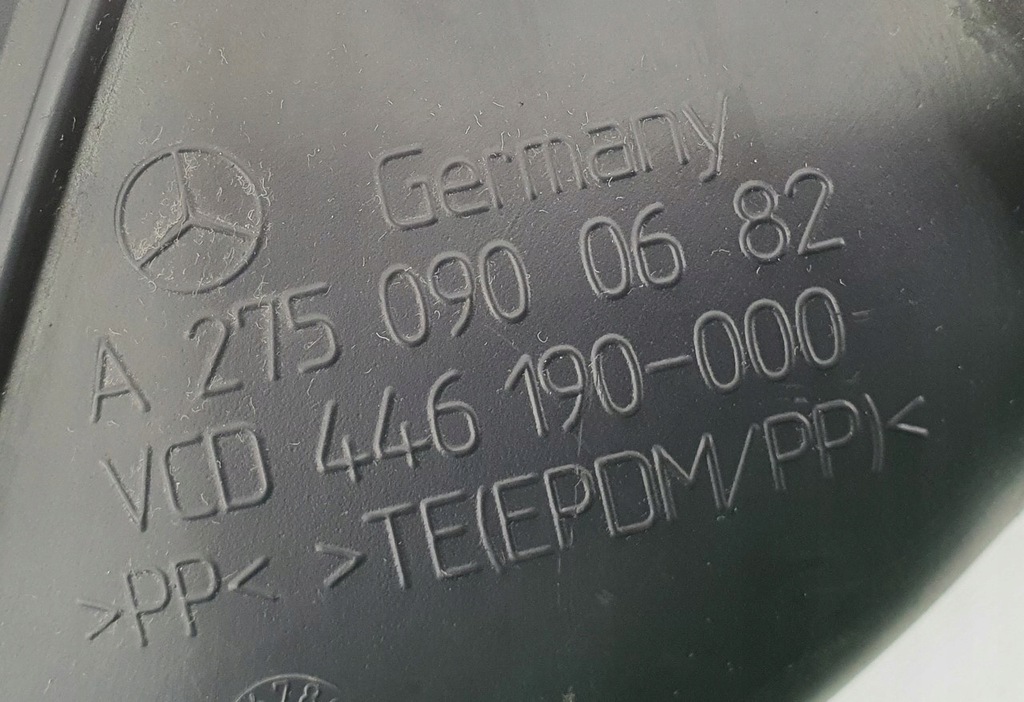 Germany
A 275 090 06 82
VCD 446 190-000
>PP< >TE(EPDM/PP)<